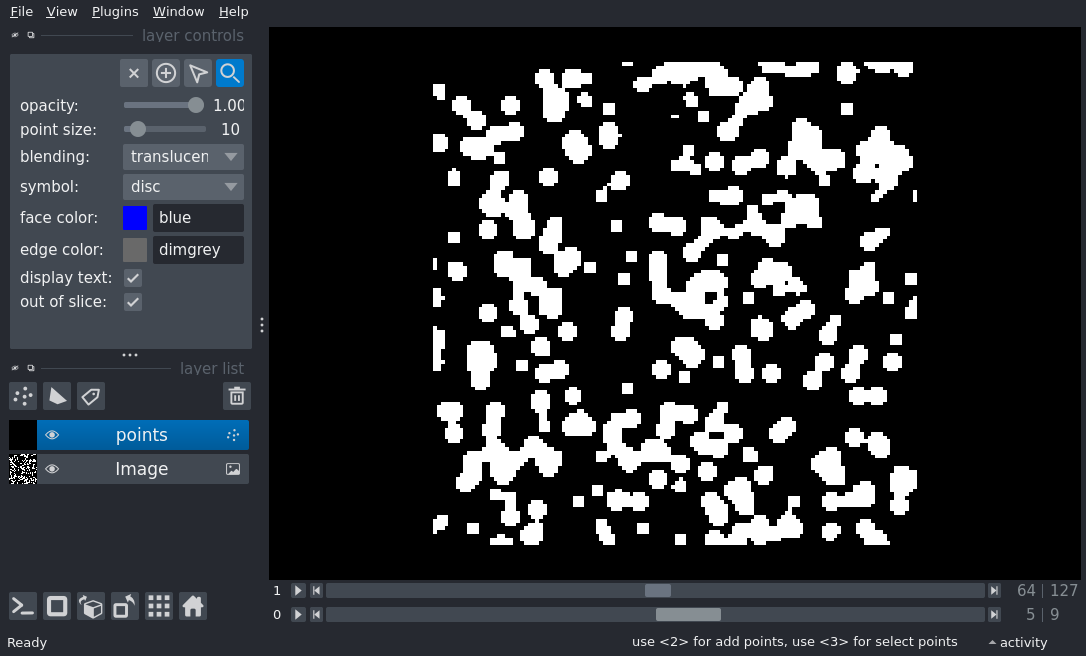 File View Plugins Window Help
layer controls
opacity: 1.00
point size: 10
blending: translucen
symbol: disc
face color: blue
edge color: dimgrey
display text:
out of slice:
layer list
points
Image
1 64 127
0 5 9
Ready use <2> for add points, use <3> for select points activity